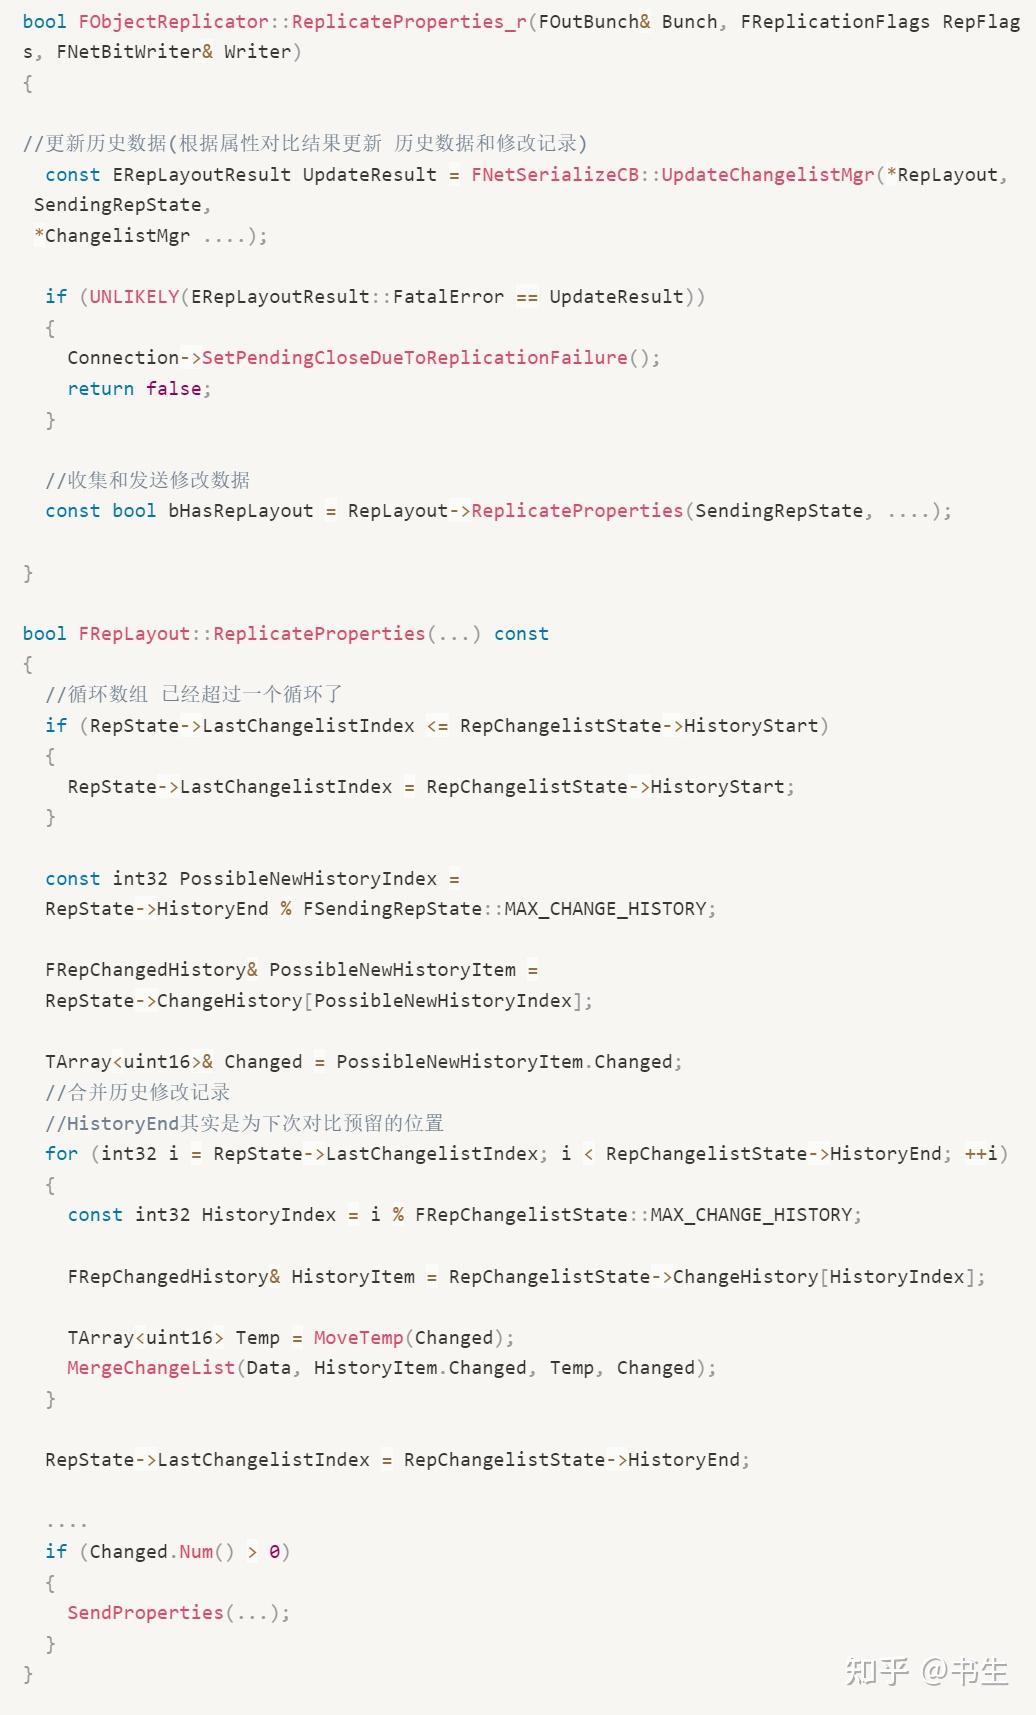 bool FObjectReplicator::ReplicateProperties_r(FOutBunch& Bunch, FReplicationFlags RepFlag
s, FNetBitWriter& Writer)
{
//更新历史数据(根据属性对比结果更新 历史数据和修改记录)
const ERepLayoutResult UpdateResult = FNetSerializeCB::UpdateChangelistMgr(*RepLayout,
SendingRepState,
*ChangelistMgr ....);
if (UNLIKELY(ERepLayoutResult::FatalError == UpdateResult))
{
Connection->SetPendingCloseDueToReplicationFailure();
return false;
}
//收集和发送修改数据
const bool bHasRepLayout = RepLayout->ReplicateProperties(SendingRepState, ....);
}
bool FRepLayout::ReplicateProperties(...) const
{
//循环数组 已经超过一个循环了
if (RepState->LastChangelistIndex <= RepChangelistState->HistoryStart)
{
RepState->LastChangelistIndex = RepChangelistState->HistoryStart;
}
const int32 PossibleNewHistoryIndex =
RepState->HistoryEnd % FSendingRepState::MAX_CHANGE_HISTORY;
FRepChangedHistory& PossibleNewHistoryItem =
RepState->ChangeHistory[PossibleNewHistoryIndex];
TArray<uint16>& Changed = PossibleNewHistoryItem.Changed;
//合并历史修改记录
//HistoryEnd其实是为下次对比预留的位置
for (int32 i = RepState->LastChangelistIndex; i < RepChangelistState->HistoryEnd; ++i)
{
const int32 HistoryIndex = i % FRepChangelistState::MAX_CHANGE_HISTORY;
FRepChangedHistory& HistoryItem = RepChangelistState->ChangeHistory[HistoryIndex];
TArray<uint16> Temp = MoveTemp(Changed);
MergeChangeList(Data, HistoryItem.Changed, Temp, Changed);
}
RepState->LastChangelistIndex = RepChangelistState->HistoryEnd;
....
if (Changed.Num() > 0)
{
SendProperties(...);
}
}
知乎 @书生